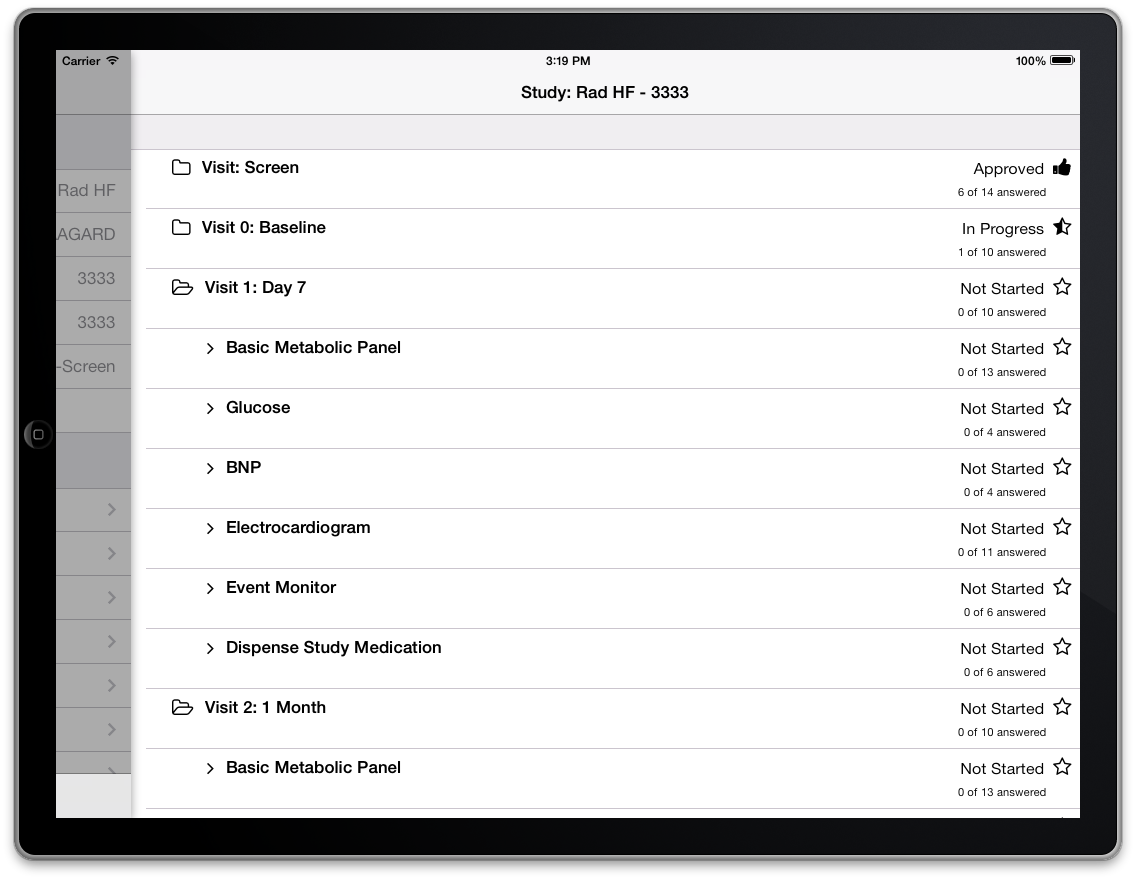 Carrier
3:19 PM
100%
Study: Rad HF - 3333
Rad HF
AGARD
3333
3333
-Screen
Visit: Screen
Approved
6 of 14 answered
Visit 0: Baseline
In Progress
1 of 10 answered
Visit 1: Day 7
Not Started
0 of 10 answered
Basic Metabolic Panel
Not Started
0 of 13 answered
Glucose
Not Started
0 of 4 answered
BNP
Not Started
0 of 4 answered
Electrocardiogram
Not Started
0 of 11 answered
Event Monitor
Not Started
0 of 6 answered
Dispense Study Medication
Not Started
0 of 6 answered
Visit 2: 1 Month
Not Started
0 of 10 answered
Basic Metabolic Panel
Not Started
0 of 13 answered